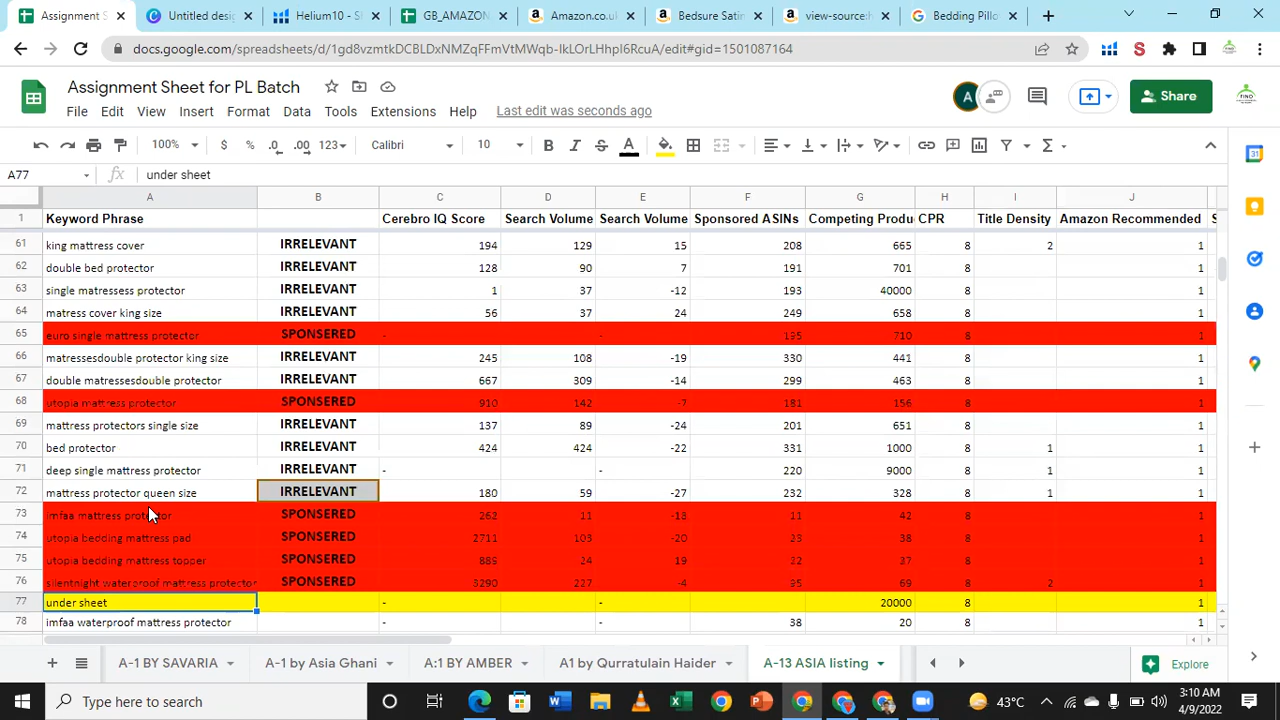 Assignment Sheet for PL Batch
Untitled desig
Helium10 - S
GB_AMAZON
Amazon.co.uk
Bedsure Satin
view-source:h
Bedding Pillow
docs.google.com/spreadsheets/d/1gd8vzmtkDCBLDxNMZqFFmVtMWqb-IkLOrLHhpl6RcuA/edit#gid=1501087164
Assignment Sheet for PL Batch
File Edit View Insert Format Data Tools Extensions Help Last edit was seconds ago
Share
100% $ % .0 .00 123 Calibri 10
A77 under sheet
A B C D E F G H I J
1 Keyword Phrase Cerebro IQ Score Search Volume Search Volume Sponsored ASINs Competing Produ CPR Title Density Amazon Recommended S
61 king mattress cover IRRELEVANT 194 129 15 208 665 8 2 1
62 double bed protector IRRELEVANT 128 90 7 191 701 8 1
63 single matressess protector IRRELEVANT 1 37 -12 193 40000 8 1
64 matress cover king size IRRELEVANT 56 37 24 249 658 8 1
65 euro single mattress protector SPONSERED - - 195 710 8 1
66 matressesdouble protector king size IRRELEVANT 245 108 -19 330 441 8 1
67 double matressesdouble protector IRRELEVANT 667 309 -14 299 463 8 1
68 utopia mattress protector SPONSERED 910 142 -7 181 156 8 1
69 mattress protectors single size IRRELEVANT 137 89 -24 201 651 8 1
70 bed protector IRRELEVANT 424 424 -22 331 1000 8 1 1
71 deep single mattress protector IRRELEVANT - - 220 9000 8 1 1
72 mattress protector queen size IRRELEVANT 180 59 -27 232 328 8 1 1
73 imfaa mattress protector SPONSERED 262 11 -18 11 42 8 1
74 utopia bedding mattress pad SPONSERED 2711 103 -20 23 38 8 1
75 utopia bedding mattress topper SPONSERED 889 24 19 22 37 8 1
76 silentnight waterproof mattress protector SPONSERED 3290 227 -4 95 69 8 2 1
77 under sheet - - 20000 8 1
78 imfaa waterproof mattress protector - - 38 20 8 1
A-1 BY SAVARIA A-1 by Asia Ghani A:1 BY AMBER A1 by Qurratulain Haider A-13 ASIA listing Explore
Type here to search
43°C
3:10 AM
4/9/2022